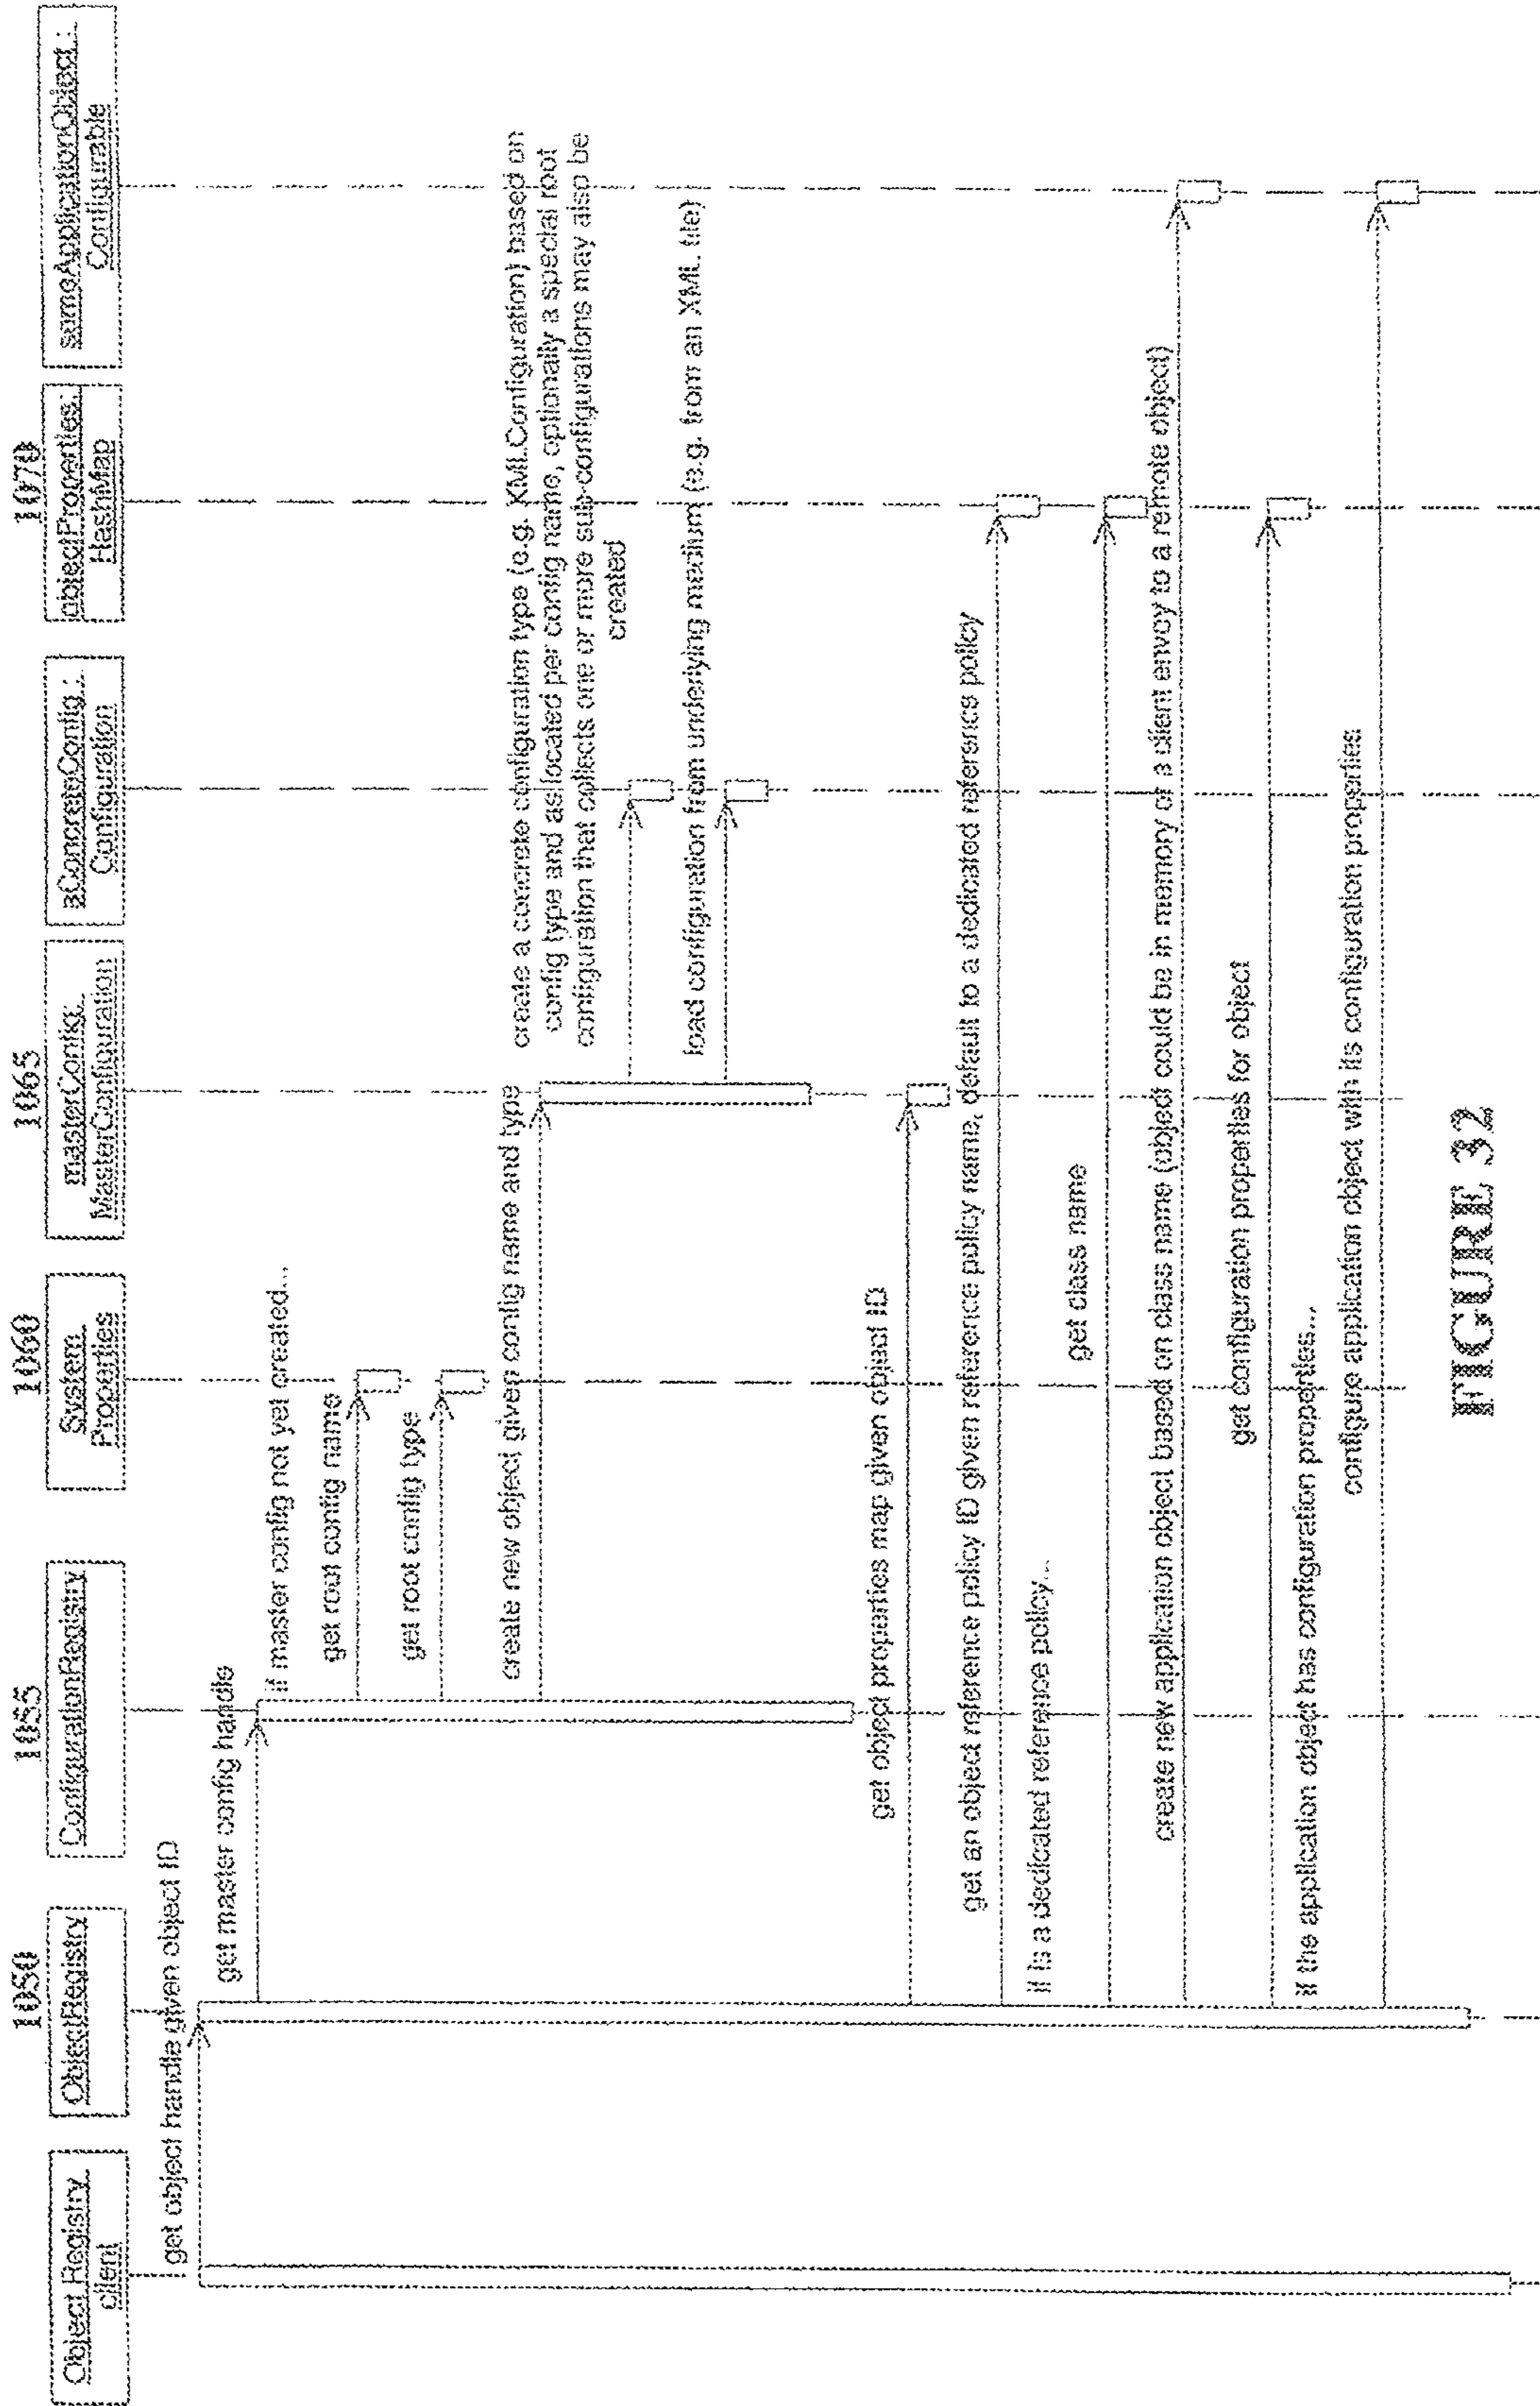 Object Registry
client
1050
ObjectRegistry
1055
ConfigurationRegistry
1060
System
Properties
1065
masterConfig:
MasterConfiguration
aConcreteConfig :
Configuration
1070
objectProperties:
HashMap
someApplicationObject :
Configurable
get object handle given object ID
get master config handle
if master config not yet created...
get root config name
get root config type
create new object given config name and type
create a concrete configuration type (e.g. XMLConfiguration) based on
config type and as located per config name, optionally a special root
configuration that collects one or more sub-configurations may also be
created
load configuration from underlying medium (e.g. from an XML file)
get object properties map given object ID
get an object reference policy ID given reference policy name, default to a dedicated reference policy
if is a dedicated reference policy...
get class name
create new application object based on class name (object could be in memory or a client envoy to a remote object)
get configuration properties for object
if the application object has configuration properties...
configure application object with its configuration properties
FIGURE 32